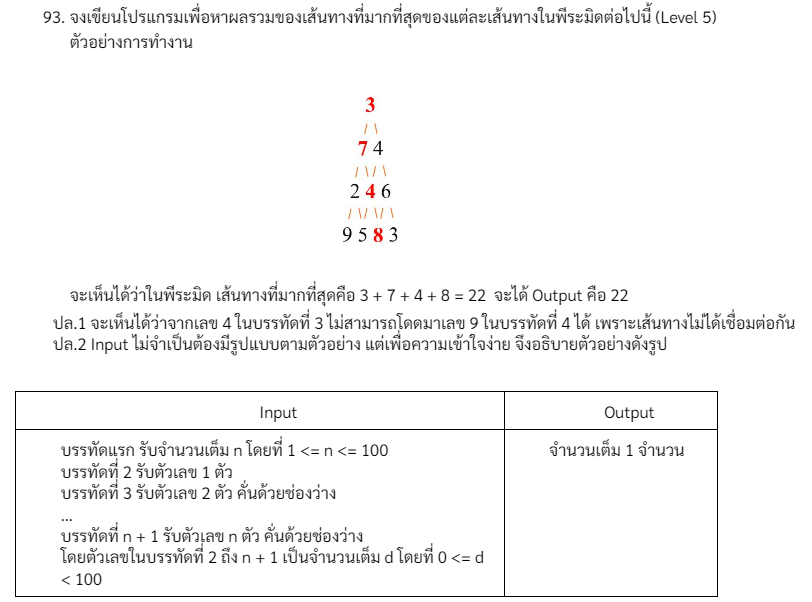 93. จงเขียนโปรแกรมเพื่อหาผลรวมของเส้นทางที่มากที่สุดของแต่ละเส้นทางในพีระมิดต่อไปนี้ (Level 5)
ตัวอย่างการทำงาน
3
/ \
7 4
/ \/ \
2 4 6
/ \/ \/ \
9 5 8 3
จะเห็นได้ว่าในพีระมิด เส้นทางที่มากที่สุดคือ 3 + 7 + 4 + 8 = 22 จะได้ Output คือ 22
ปล.1 จะเห็นได้ว่าจากเลข 4 ในบรรทัดที่ 3 ไม่สามารถโดดมาเลข 9 ในบรรทัดที่ 4 ได้ เพราะเส้นทางไม่ได้เชื่อมต่อกัน
ปล.2 Input ไม่จำเป็นต้องมีรูปแบบตามตัวอย่าง แต่เพื่อความเข้าใจง่าย จึงอธิบายตัวอย่างดังรูป
Input
Output
บรรทัดแรก รับจำนวนเต็ม n โดยที่ 1 <= n <= 100
จำนวนเต็ม 1 จำนวน
บรรทัดที่ 2 รับตัวเลข 1 ตัว
บรรทัดที่ 3 รับตัวเลข 2 ตัว คั่นด้วยช่องว่าง
...
บรรทัดที่ n + 1 รับตัวเลข n ตัว คั่นด้วยช่องว่าง
โดยตัวเลขในบรรทัดที่ 2 ถึง n + 1 เป็นจำนวนเต็ม d โดยที่ 0 <= d
< 100